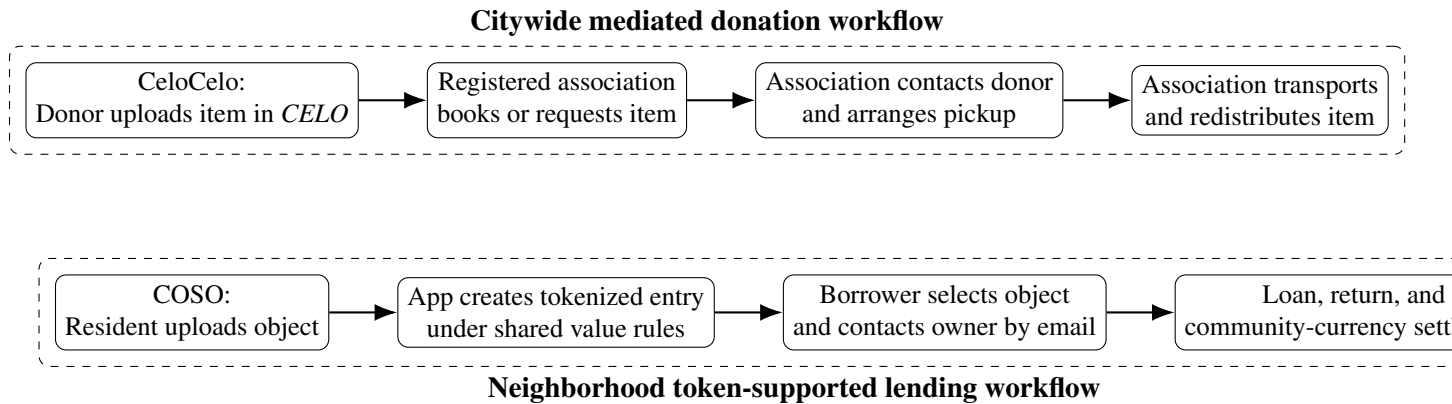 Citywide mediated donation workflow
CeloCelo:
Donor uploads item in CELO
Registered association
books or requests item
Association contacts donor
and arranges pickup
Association transports
and redistributes item
COSO:
Resident uploads object
App creates tokenized entry
under shared value rules
Borrower selects object
and contacts owner by email
Loan, return, and
community-currency
Neighborhood token-supported lending workflow